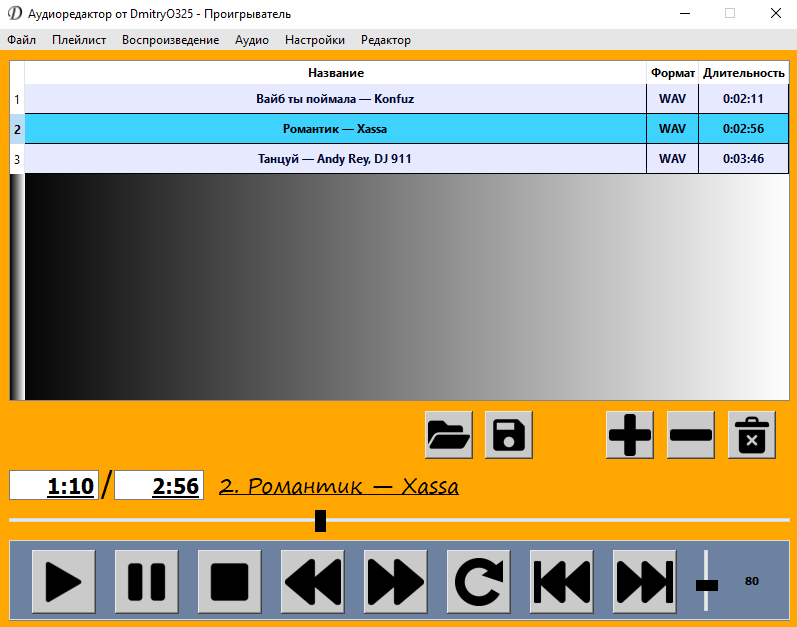 Аудиоредактор от DmitryO325 - Проигрыватель
Файл Плейлист Воспроизведение Аудио Настройки Редактор
Название Формат Длительность
1 Вайб ты поймала — Konfuz WAV 0:02:11
2 Романтик — Xassa WAV 0:02:56
3 Танцуй — Andy Rey, DJ 911 WAV 0:03:46
1:10 / 2:56 2. Романтик — Xassa
80